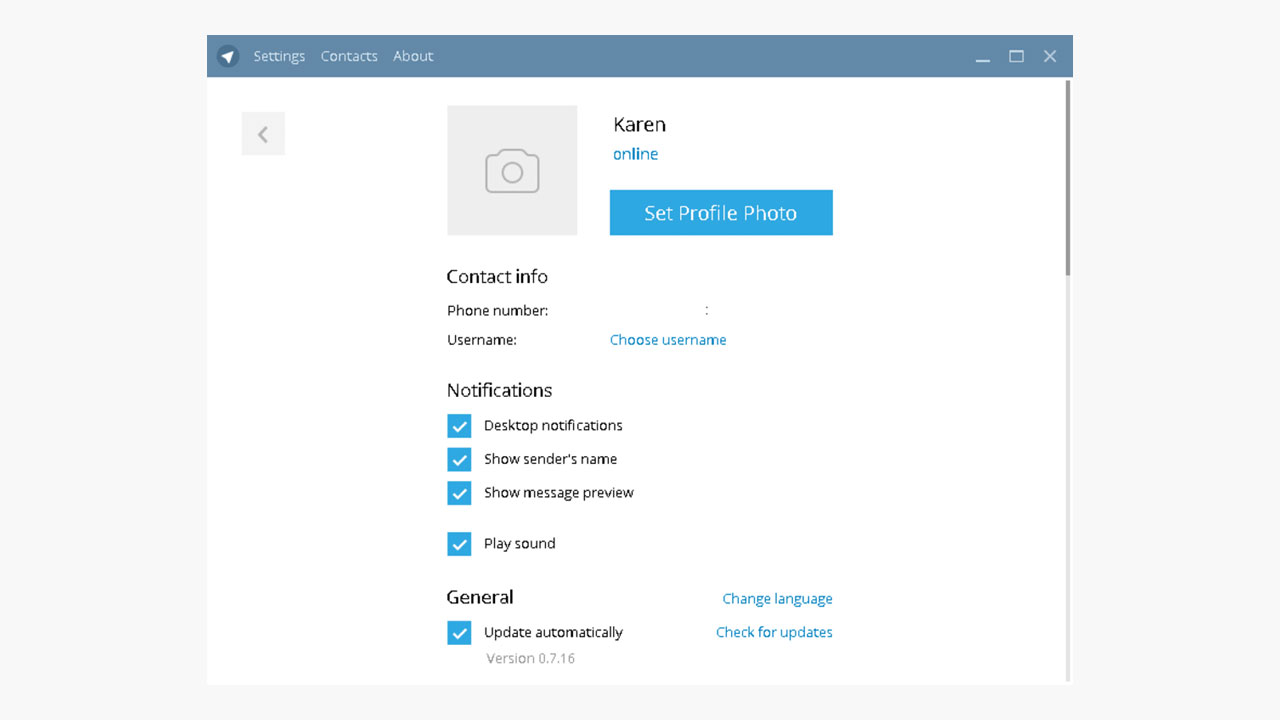 Settings Contacts About
Karen
online
Set Profile Photo
Contact info
Phone number: :
Username: Choose username
Notifications
Desktop notifications
Show sender's name
Show message preview
Play sound
General Change language
Update automatically Check for updates
Version 0.7.16